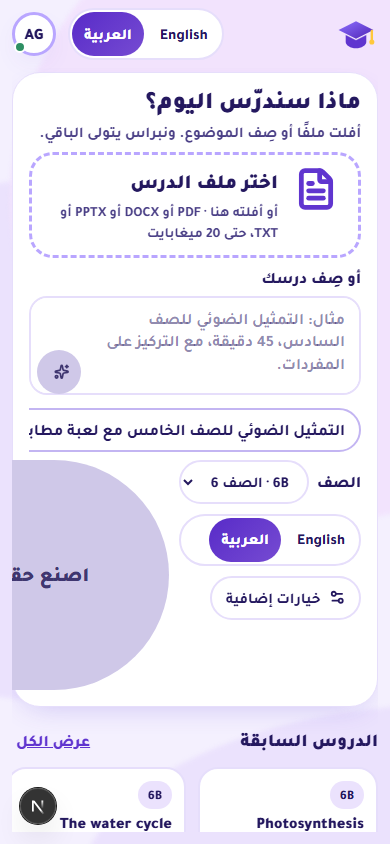 English العربية AG
ماذا سندرّس اليوم؟
أفلت ملفًا أو صِف الموضوع. ونبراس يتولى الباقي.
اختر ملف الدرس
أو أفلته هنا · PDF أو DOCX أو PPTX أو
TXT، حتى 20 ميغابايت
أو صِف درسك
مثال: التمثيل الضوئي للصف
السادس، 45 دقيقة، مع التركيز على
المفردات.
التمثيل الضوئي للصف الخامس مع لعبة
الصف
6B · الصف 6
English العربية
اصنع
خيارات إضافية
الدروس السابقة
عرض الكل
6B
Photosynthesis
6B
The water cycle
N